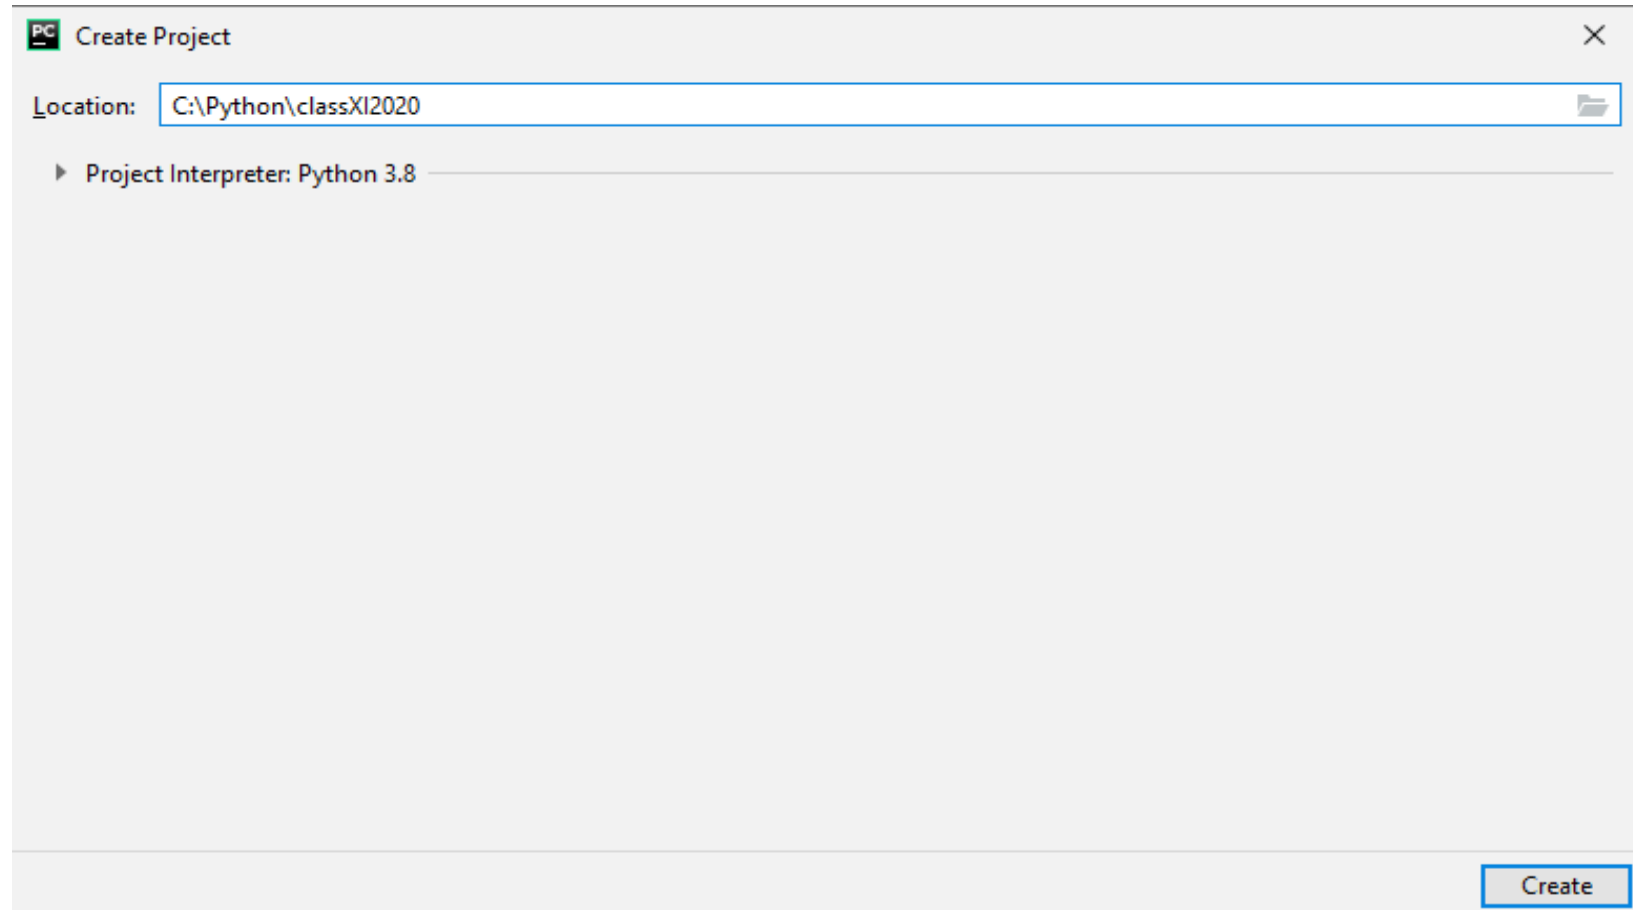 PC Create Project
Location: C:\Python\classXI2020
Project Interpreter: Python 3.8
Create